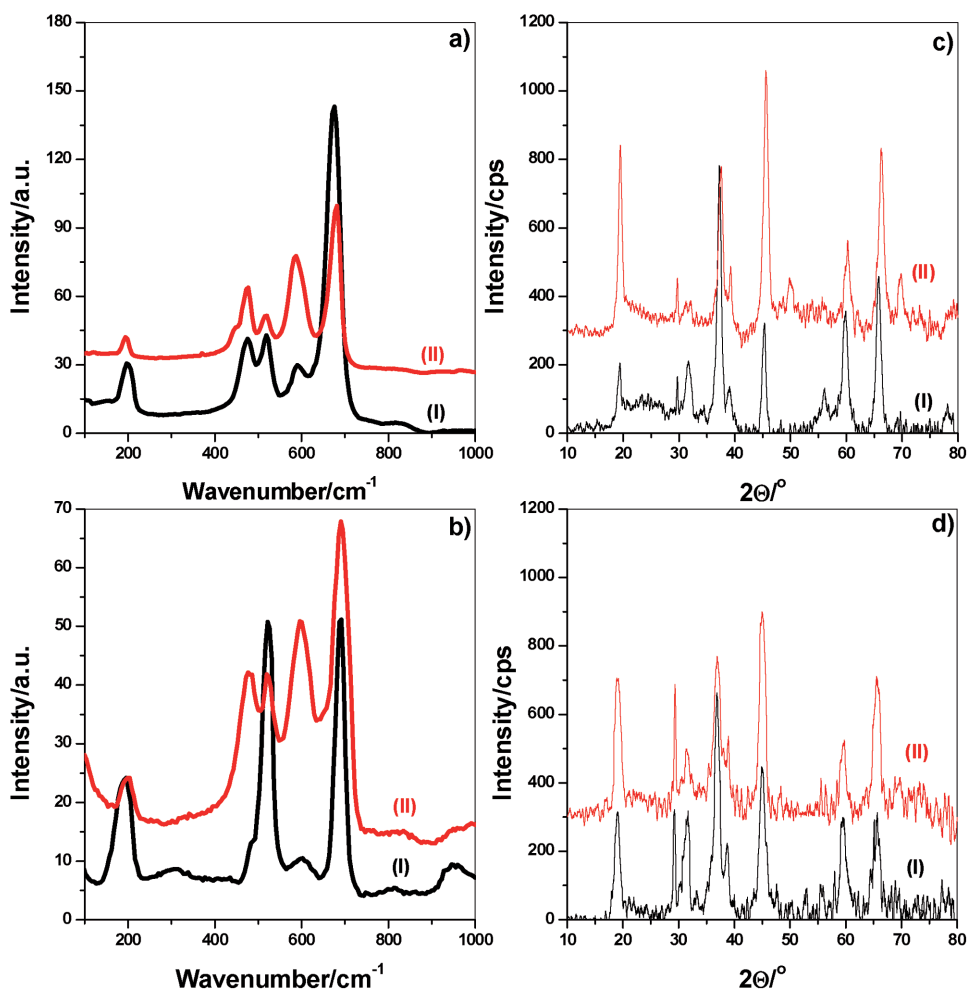 a)
Intensity/a.u.
180
150
120
90
60
30
0
(II)
(I)
200 400 600 800 1000
Wavenumber/cm⁻¹
c)
Intensity/cps
1200
1000
800
600
400
200
0
(II)
(I)
10 20 30 40 50 60 70 80
2Θ/°
b)
Intensity/a.u.
70
60
50
40
30
20
10
0
(II)
(I)
200 400 600 800 1000
Wavenumber/cm⁻¹
d)
Intensity/cps
1200
1000
800
600
400
200
0
(II)
(I)
10 20 30 40 50 60 70 80
2Θ/°